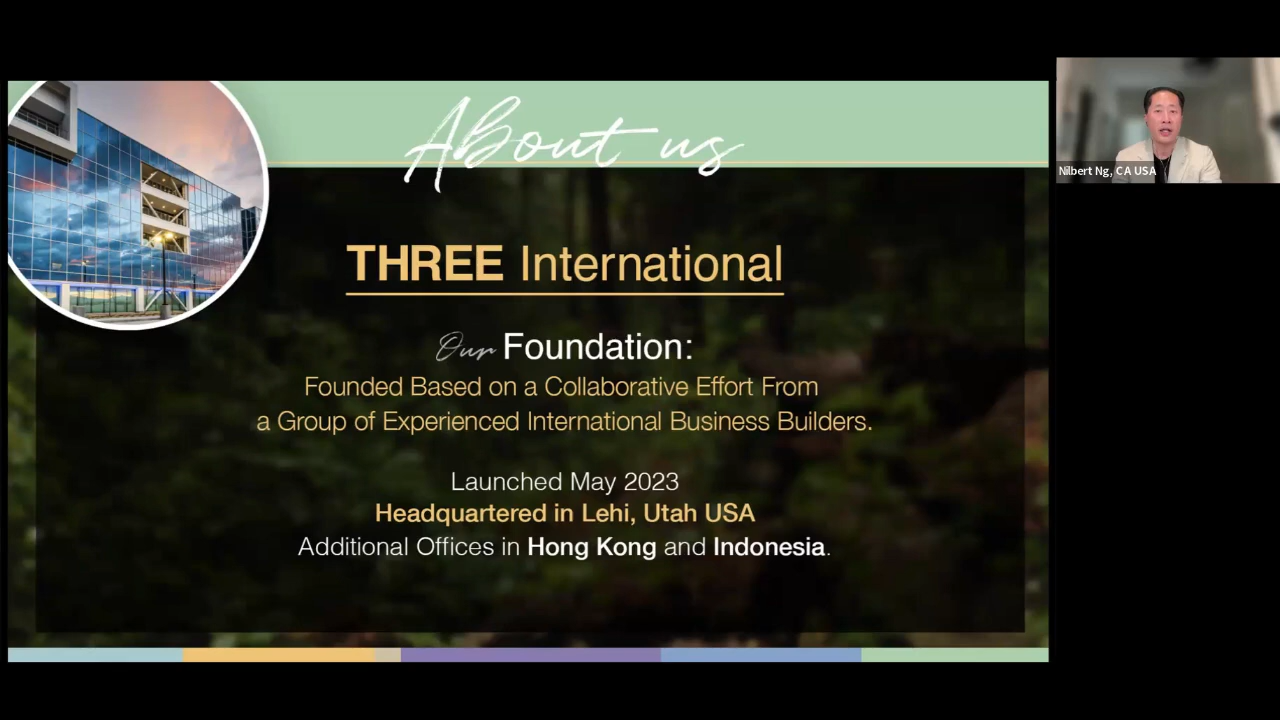 About us
THREE International
Our Foundation:
Founded Based on a Collaborative Effort From
a Group of Experienced International Business Builders.
Launched May 2023
Headquartered in Lehi, Utah USA
Additional Offices in Hong Kong and Indonesia.
Nilbert Ng, CA USA